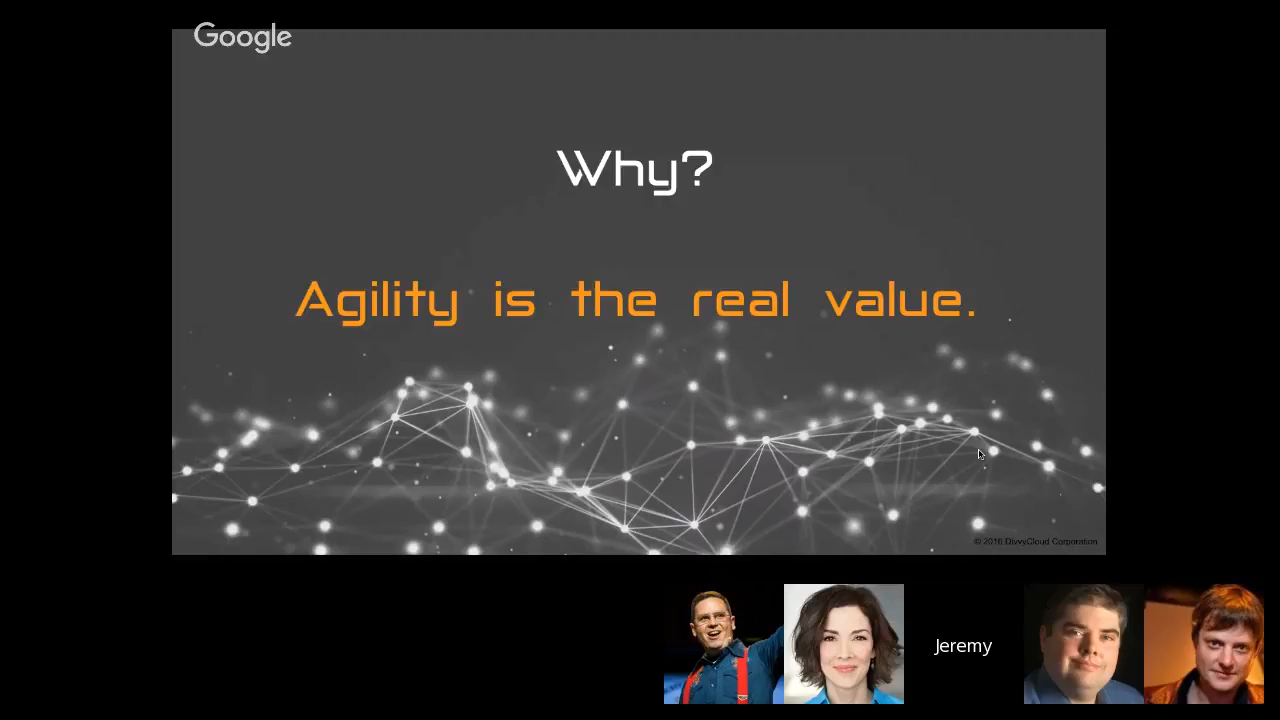 Google
Why?
Agility is the real value.
© 2016 DivvyCloud Corporation
Jeremy